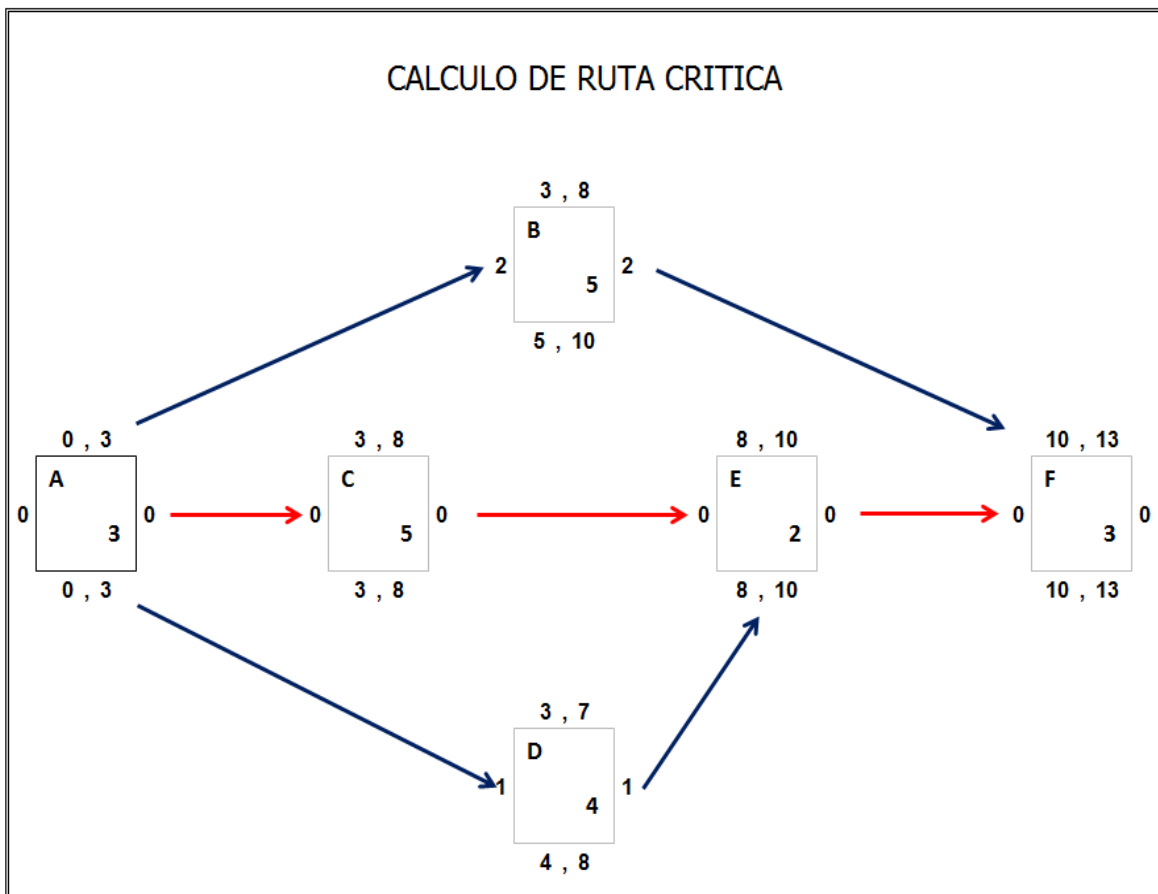 CALCULO DE RUTA CRITICA
3 , 8
B
2 2
5
5 , 10
0 , 3 3 , 8 8 , 10 10 , 13
A C E F
0 0 0 0 0 0 0 0
3 5 2 3
0 , 3 3 , 8 8 , 10 10 , 13
3 , 7
D
1 1
4
4 , 8